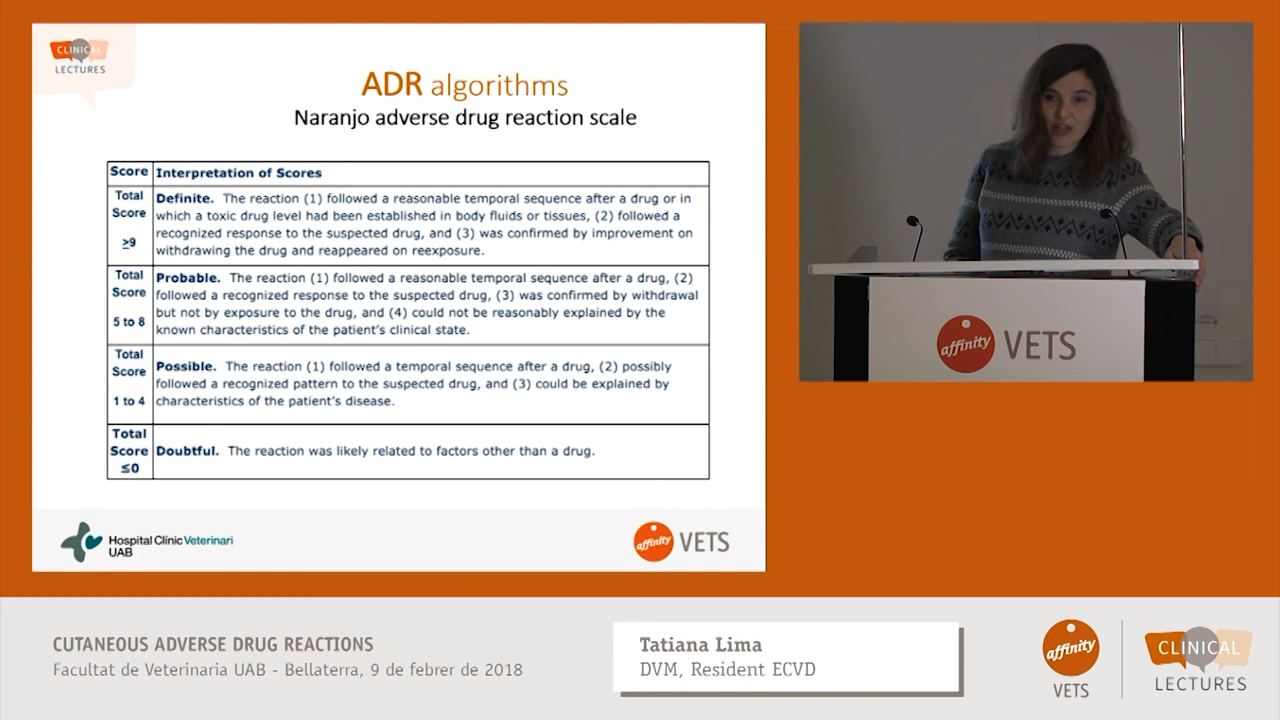 CLINICAL
LECTURES
ADR algorithms
Naranjo adverse drug reaction scale
Score Interpretation of Scores
Total
Score
≥9
Definite. The reaction (1) followed a reasonable temporal sequence after a drug or in
which a toxic drug level had been established in body fluids or tissues, (2) followed a
recognized response to the suspected drug, and (3) was confirmed by improvement on
withdrawing the drug and reappeared on reexposure.
Total
Score
5 to 8
Probable. The reaction (1) followed a reasonable temporal sequence after a drug, (2)
followed a recognized response to the suspected drug, (3) was confirmed by withdrawal
but not by exposure to the drug, and (4) could not be reasonably explained by the
known characteristics of the patient's clinical state.
Total
Score
1 to 4
Possible. The reaction (1) followed a temporal sequence after a drug, (2) possibly
followed a recognized pattern to the suspected drug, and (3) could be explained by
characteristics of the patient's disease.
Total
Score
≤0
Doubtful. The reaction was likely related to factors other than a drug.
Hospital Clínic Veterinari
UAB
affinity VETS
affinity VETS
CUTANEOUS ADVERSE DRUG REACTIONS
Facultat de Veterinaria UAB - Bellaterra, 9 de febrer de 2018
Tatiana Lima
DVM, Resident ECVD
affinity
VETS
CLINICAL
LECTURES